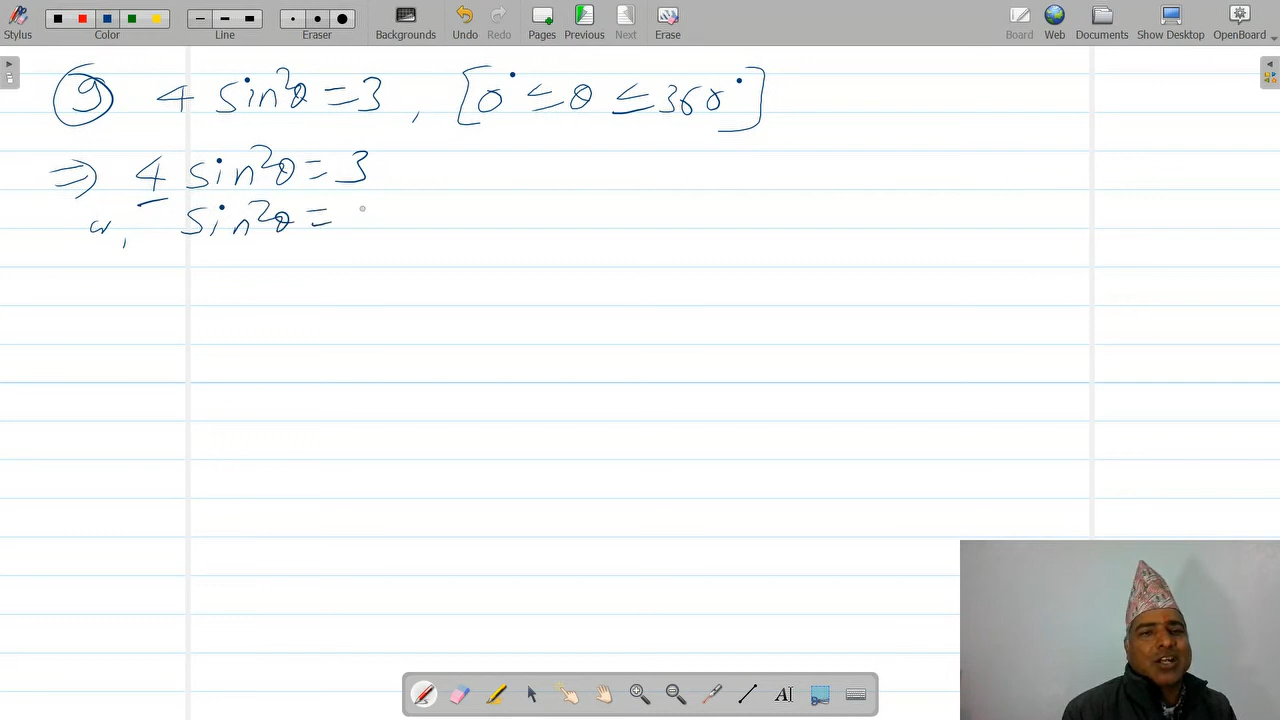 Stylus Color Line Eraser Backgrounds Undo Redo Pages Previous Next Erase Board Web Documents Show Desktop OpenBoard
⑨ 4 sin²θ = 3 , [0° ≤ θ ≤ 360°]
⇒ 4 sin²θ = 3
or, sin²θ =